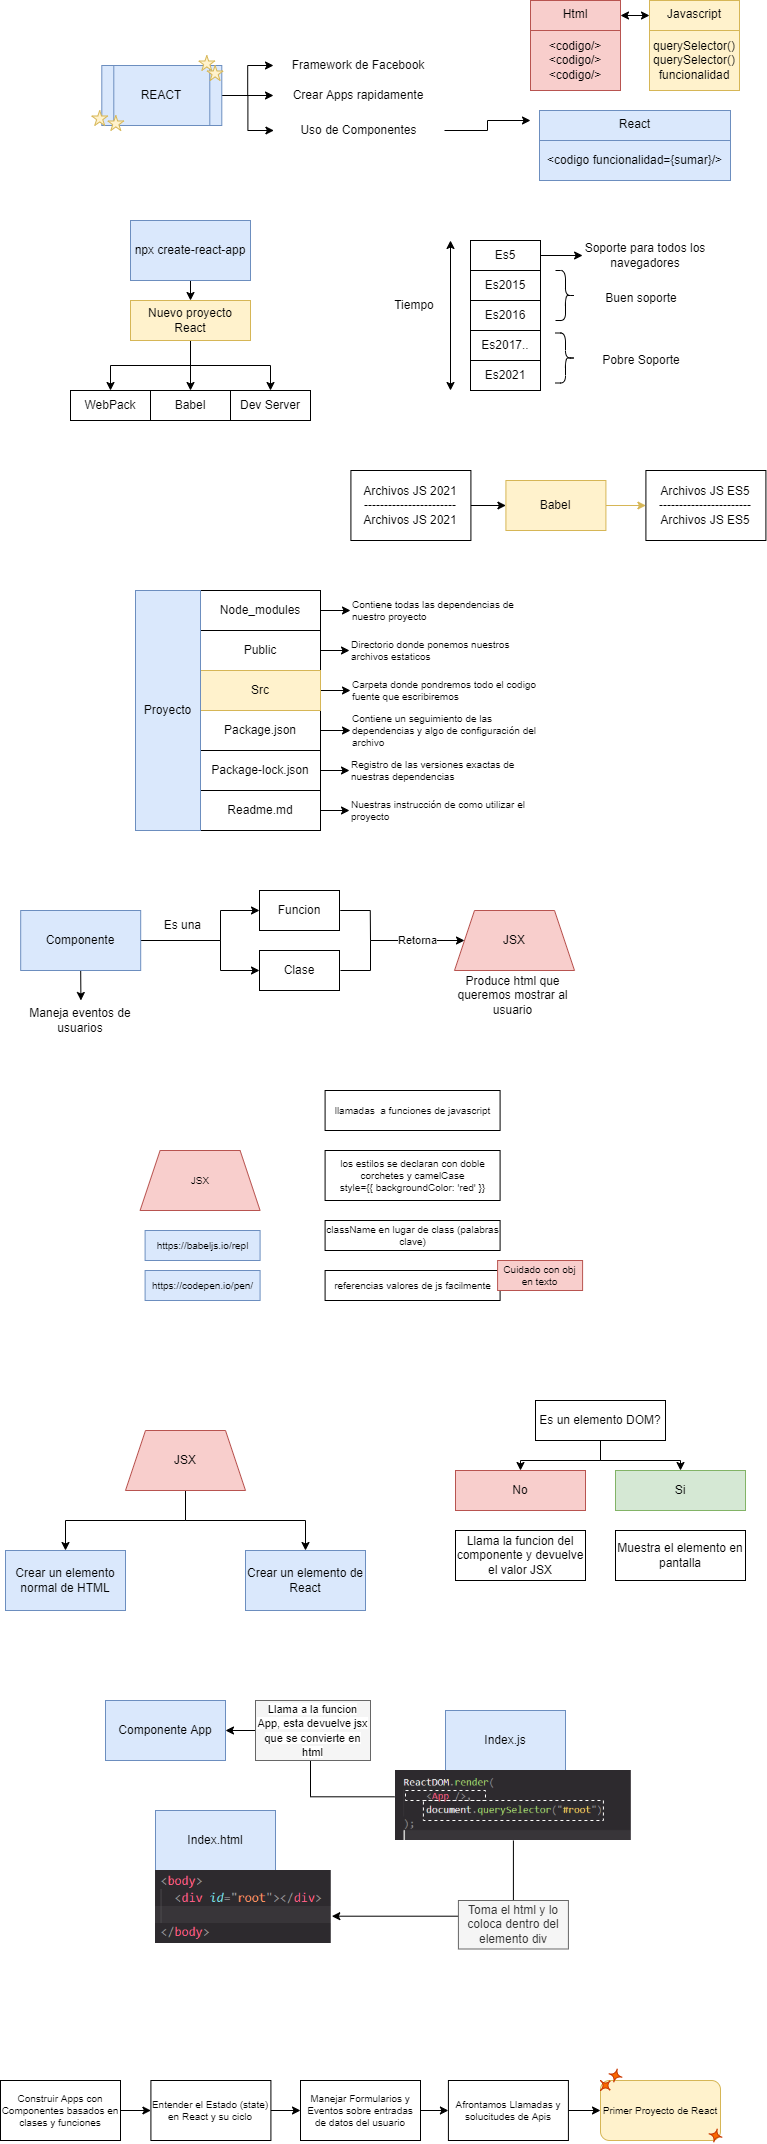 Html
Javascript
<codigo/>
<codigo/>
<codigo/>
querySelector()
querySelector()
funcionalidad
REACT
Framework de Facebook
Crear Apps rapidamente
Uso de Componentes
React
<codigo funcionalidad={sumar}/>
npx create-react-app
Nuevo proyecto
React
WebPack
Babel
Dev Server
Tiempo
Es5
Es2015
Es2016
Es2017..
Es2021
Soporte para todos los
navegadores
Buen soporte
Pobre Soporte
Archivos JS 2021
-----------------------
Archivos JS 2021
Babel
Archivos JS ES5
-----------------------
Archivos JS ES5
Proyecto
Node_modules
Contiene todas las dependencias de
nuestro proyecto
Public
Directorio donde ponemos nuestros
archivos estaticos
Src
Carpeta donde pondremos todo el codigo
fuente que escribiremos
Package.json
Contiene un seguimiento de las
dependencias y algo de configuración del
archivo
Package-lock.json
Registro de las versiones exactas de
nuestras dependencias
Readme.md
Nuestras instrucción de como utilizar el
proyecto
Componente
Es una
Funcion
Clase
Retorna
JSX
Produce html que
queremos mostrar al
usuario
Maneja eventos de
usuarios
JSX
https://babeljs.io/repl
https://codepen.io/pen/
llamadas  a funciones de javascript
los estilos se declaran con doble
corchetes y camelCase
style={{ backgroundColor: 'red' }}
className en lugar de class (palabras
clave)
referencias valores de js facilmente
Cuidado con obj
en texto
JSX
Crear un elemento
normal de HTML
Crear un elemento de
React
Es un elemento DOM?
No
Si
Llama la funcion del
componente y devuelve
el valor JSX
Muestra el elemento en
pantalla
Componente App
Llama a la funcion
App, esta devuelve jsx
que se convierte en
html
Index.js
ReactDOM.render(
<App />,
document.querySelector("#root")
);
Index.html
<body>
<div id="root"></div>
</body>
Toma el html y lo
coloca dentro del
elemento div
Construir Apps con
Componentes basados en
clases y funciones
Entender el Estado (state)
en React y su ciclo
Manejar Formularios y
Eventos sobre entradas
de datos del usuario
Afrontamos Llamadas y
solucitudes de Apis
Primer Proyecto de React